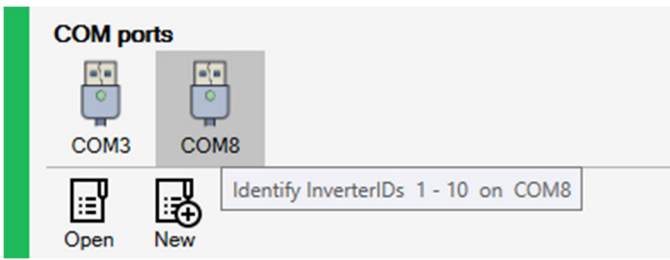 COM ports
COM3 COM8
Identify InverterIDs 1 - 10 on COM8
Open New